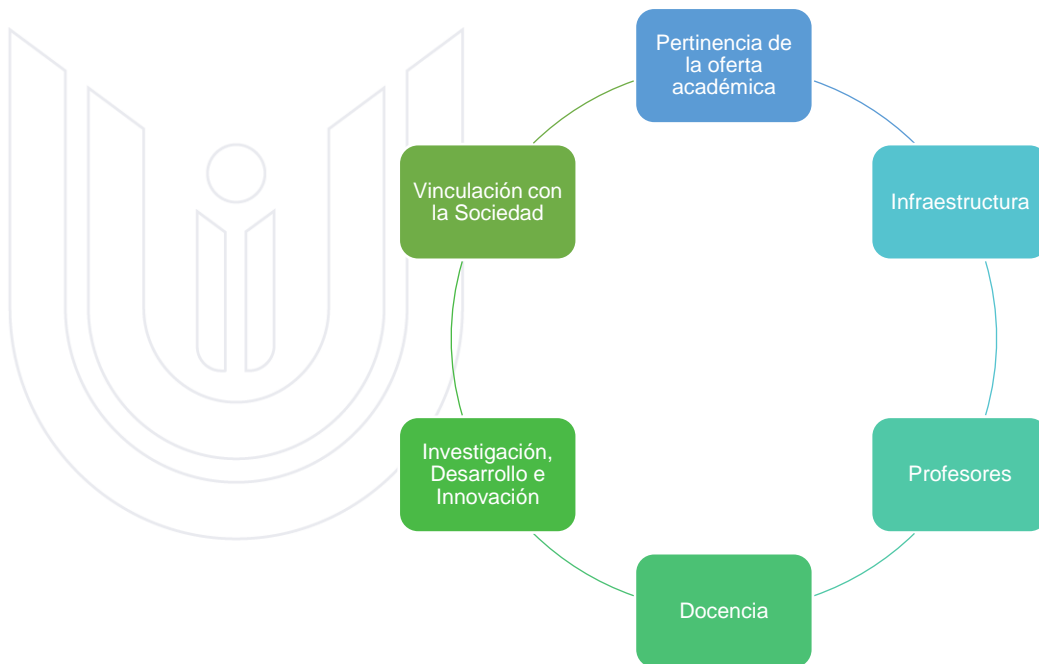 Pertinencia de
la oferta
académica
Infraestructura
Profesores
Docencia
Investigación,
Desarrollo e
Innovación
Vinculación con
la Sociedad